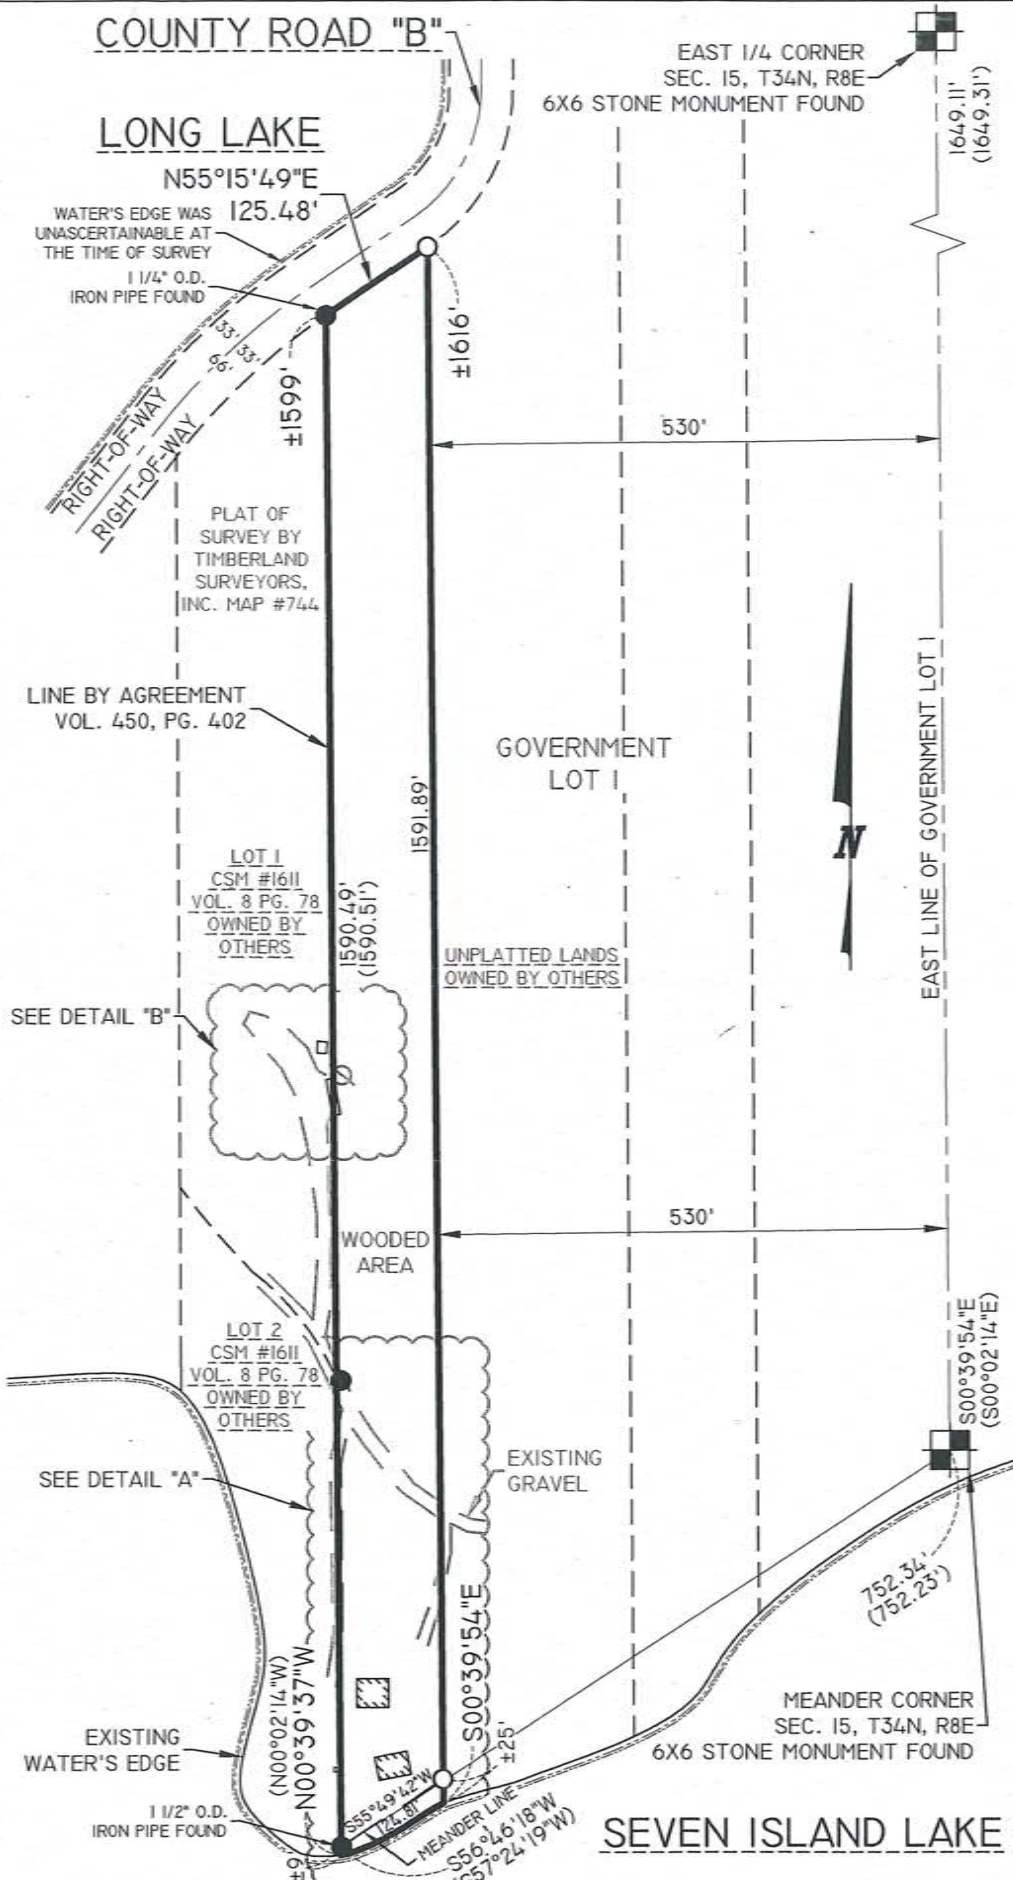 COUNTY ROAD "B"
EAST 1/4 CORNER
SEC. 15, T34N, R8E
6X6 STONE MONUMENT FOUND
1649.11'
(1649.31')
LONG LAKE
N55°15'49"E
125.48'
WATER'S EDGE WAS
UNASCERTAINABLE AT
THE TIME OF SURVEY
1 1/4" O.D.
IRON PIPE FOUND
33'
33'
66'
±1599'
±1616'
RIGHT-OF-WAY
RIGHT-OF-WAY
530'
PLAT OF
SURVEY BY
TIMBERLAND
SURVEYORS,
INC. MAP #744
LINE BY AGREEMENT
VOL. 450, PG. 402
GOVERNMENT
LOT 1
EAST LINE OF GOVERNMENT LOT 1
1591.89'
N
LOT 1
CSM #1611
VOL. 8 PG. 78
OWNED BY
OTHERS
1590.49'
(1590.51')
UNPLATTED LANDS
OWNED BY OTHERS
SEE DETAIL "B"
530'
WOODED
AREA
LOT 2
CSM #1611
VOL. 8 PG. 78
OWNED BY
OTHERS
S00°39'54"E
(S00°02'14"E)
SEE DETAIL "A"
EXISTING
GRAVEL
752.34'
(752.23')
S00°39'54"E
(N00°02'14"W)
N00°39'37"W
MEANDER CORNER
SEC. 15, T34N, R8E
6X6 STONE MONUMENT FOUND
EXISTING
WATER'S EDGE
±25'
S55°49'42"W
124.81'
MEANDER LINE
S56°46'18"W
(S57°24'19"W)
1 1/2" O.D.
IRON PIPE FOUND
±9'
SEVEN ISLAND LAKE